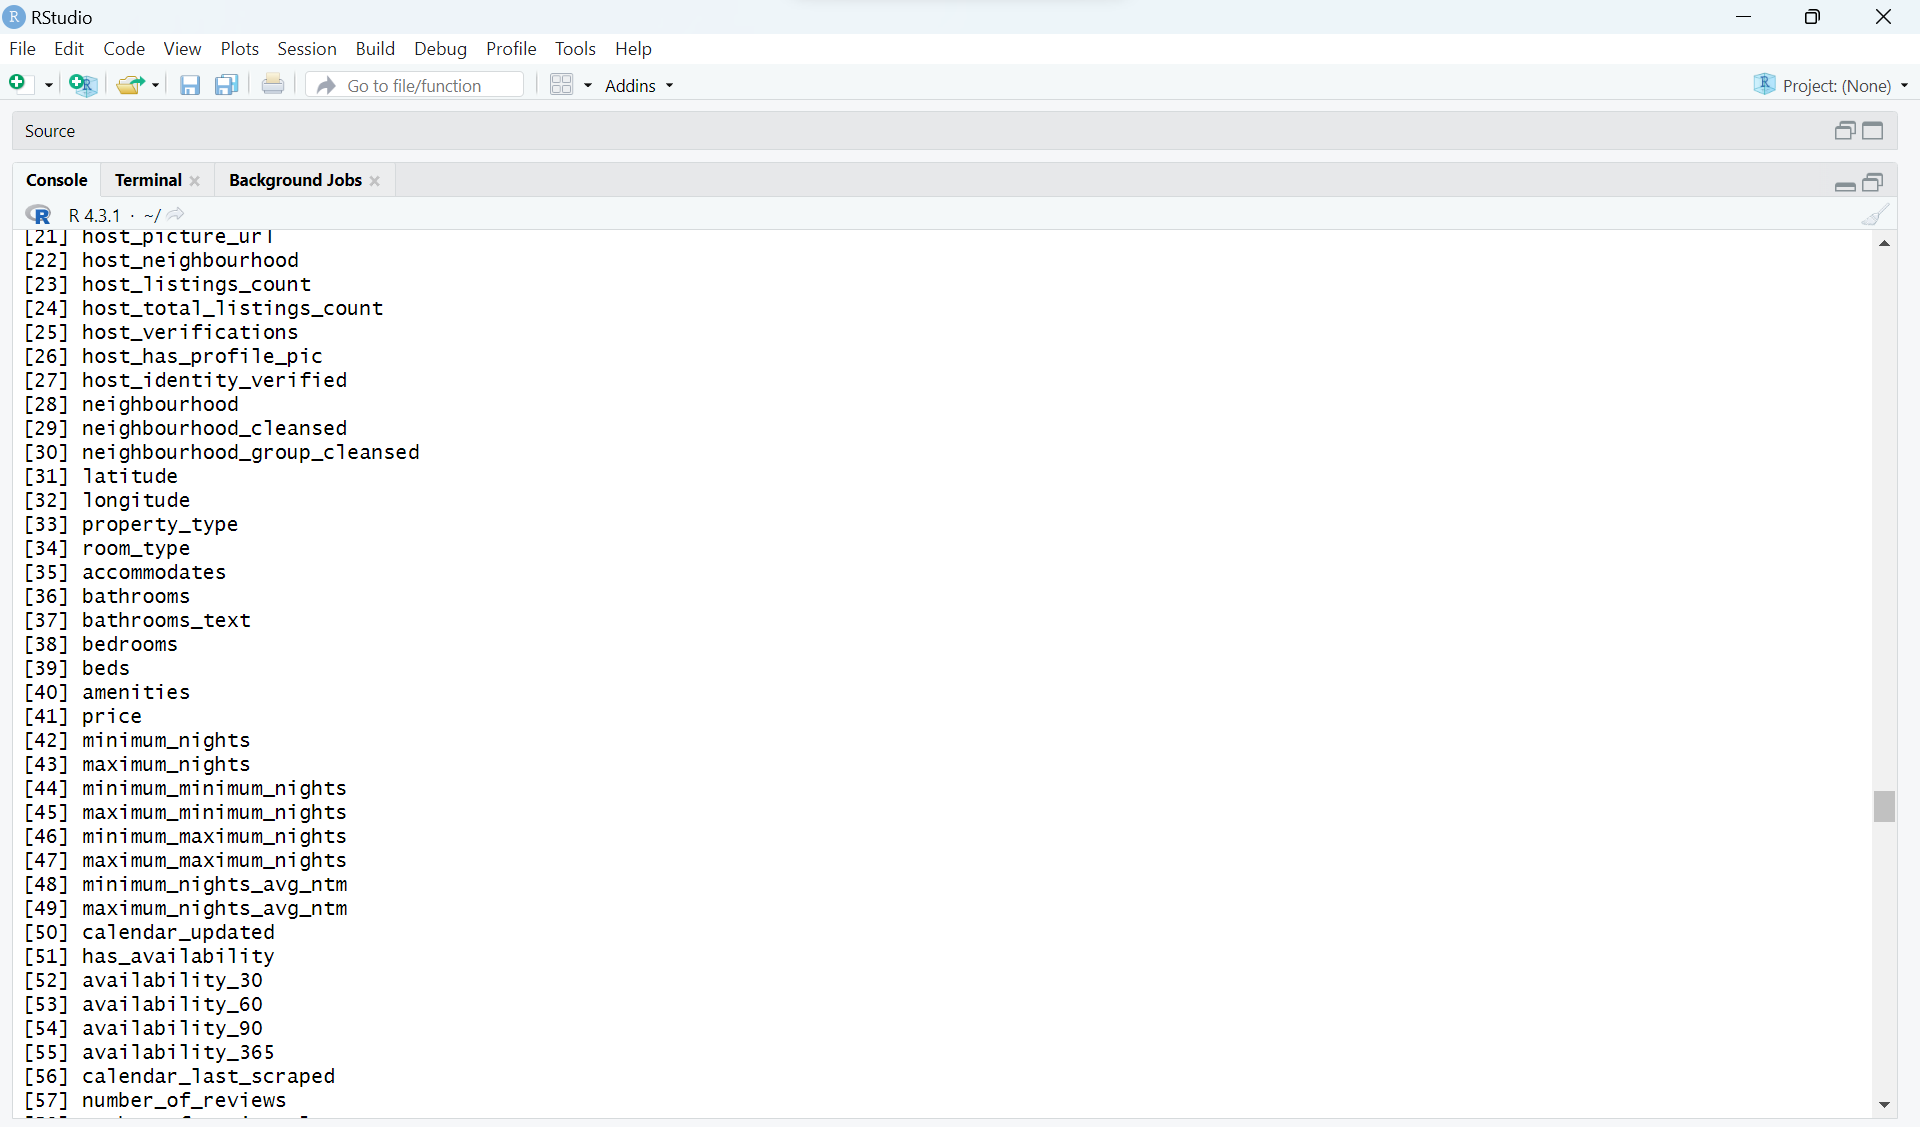 RStudio
File Edit Code View Plots Session Build Debug Profile Tools Help
Go to file/function Addins Project: (None)
Source
Console Terminal Background Jobs
R 4.3.1 · ~/
[21] host_picture_url
[22] host_neighbourhood
[23] host_listings_count
[24] host_total_listings_count
[25] host_verifications
[26] host_has_profile_pic
[27] host_identity_verified
[28] neighbourhood
[29] neighbourhood_cleansed
[30] neighbourhood_group_cleansed
[31] latitude
[32] longitude
[33] property_type
[34] room_type
[35] accommodates
[36] bathrooms
[37] bathrooms_text
[38] bedrooms
[39] beds
[40] amenities
[41] price
[42] minimum_nights
[43] maximum_nights
[44] minimum_minimum_nights
[45] maximum_minimum_nights
[46] minimum_maximum_nights
[47] maximum_maximum_nights
[48] minimum_nights_avg_ntm
[49] maximum_nights_avg_ntm
[50] calendar_updated
[51] has_availability
[52] availability_30
[53] availability_60
[54] availability_90
[55] availability_365
[56] calendar_last_scraped
[57] number_of_reviews